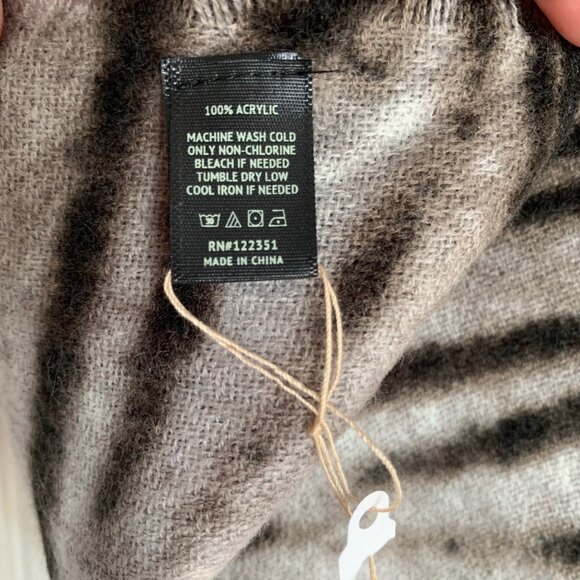 100% ACRYLIC
MACHINE WASH COLD
ONLY NON-CHLORINE
BLEACH IF NEEDED
TUMBLE DRY LOW
COOL IRON IF NEEDED
30
RN#122351
MADE IN CHINA